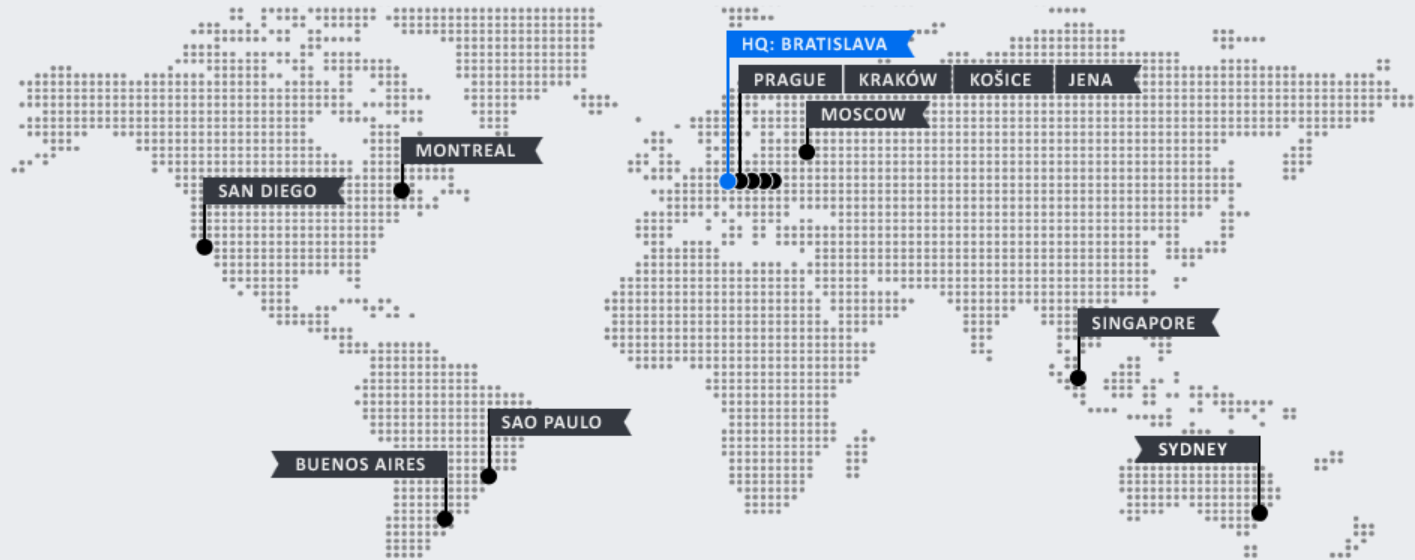 HQ: BRATISLAVA
PRAGUE KRAKÓW KOŠICE JENA
MOSCOW
MONTREAL
SAN DIEGO
SINGAPORE
SAO PAULO
SYDNEY
BUENOS AIRES